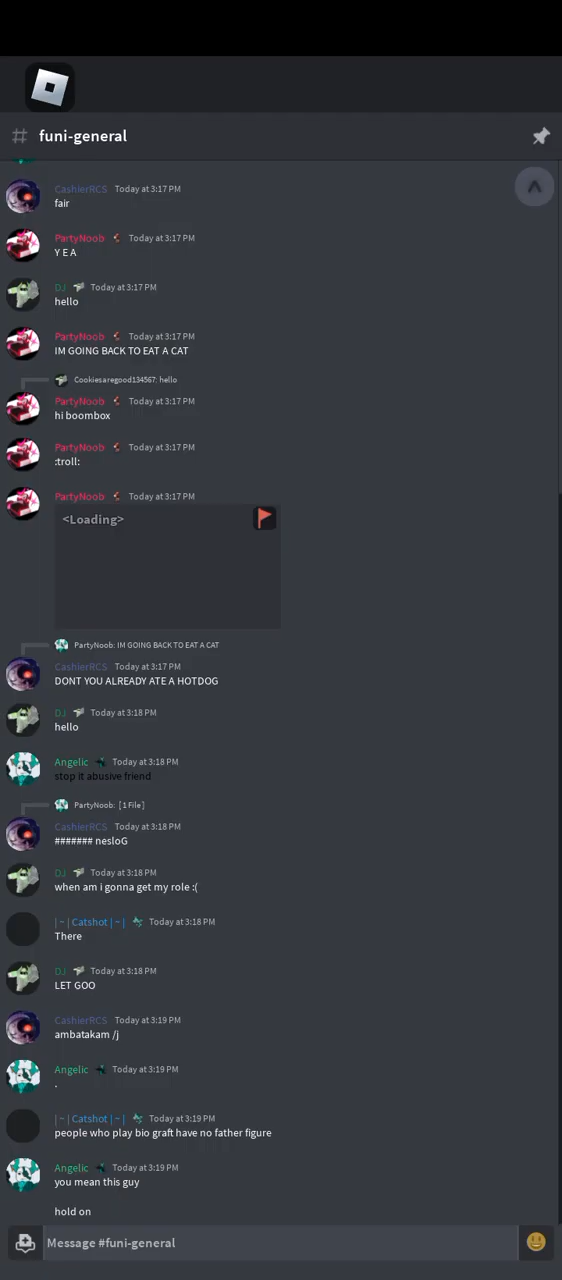 # funi-general
CashierRCS Today at 3:17 PM
fair
PartyNoob Today at 3:17 PM
Y E A
DJ Today at 3:17 PM
hello
PartyNoob Today at 3:17 PM
IM GOING BACK TO EAT A CAT
Cookiesaregood134567: hello
PartyNoob Today at 3:17 PM
hi boombox
PartyNoob Today at 3:17 PM
:troll:
PartyNoob Today at 3:17 PM
<Loading>
PartyNoob: IM GOING BACK TO EAT A CAT
CashierRCS Today at 3:17 PM
DONT YOU ALREADY ATE A HOTDOG
DJ Today at 3:18 PM
hello
Angelic Today at 3:18 PM
stop it abusive friend
PartyNoob: [1 File]
CashierRCS Today at 3:18 PM
####### nesloG
DJ Today at 3:18 PM
when am i gonna get my role :(
|~| Catshot |~| Today at 3:18 PM
There
DJ Today at 3:18 PM
LET GOO
CashierRCS Today at 3:19 PM
ambatakam /j
Angelic Today at 3:19 PM
.
|~| Catshot |~| Today at 3:19 PM
people who play bio graft have no father figure
Angelic Today at 3:19 PM
you mean this guy
hold on
Message #funi-general